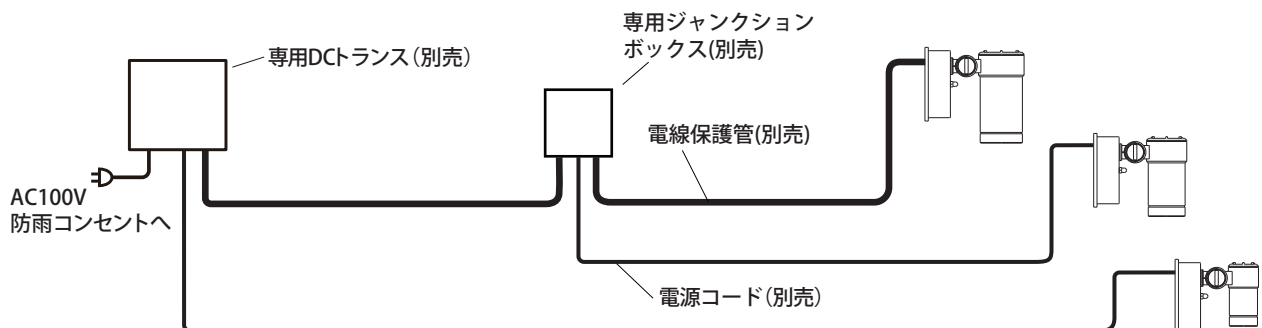 専用ジャンクション
ボックス(別売)
専用DCトランス（別売）
電線保護管(別売)
AC100V
防雨コンセントへ
電源コード（別売）